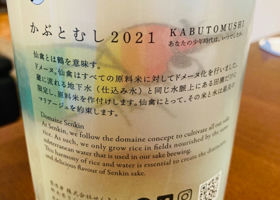 かぶとむし2021 KABUTOMUSHI
あなたの少年時代は、いつでしたか。
仙禽とは鶴を意味す。
ドメーヌ、仙禽はすべての原料米に対してドメーヌ化を行いました。
蔵に流れる地下水（仕込み水）と同じ水脈上にある田圃だけに
限定し、原料米を作付けします。仙禽にとって、その米と水は最良の
マリアージュを約束します。
Domaine Senkin
At Senkin, we follow the domaine concept to cultivate all our sake
rice. As such, we only grow rice in fields nourished by the same
subterranean water that is used in our sake brewing.
The harmony of rice and water is essential to create the distinctive
and delicious flavour of Senkin sake.